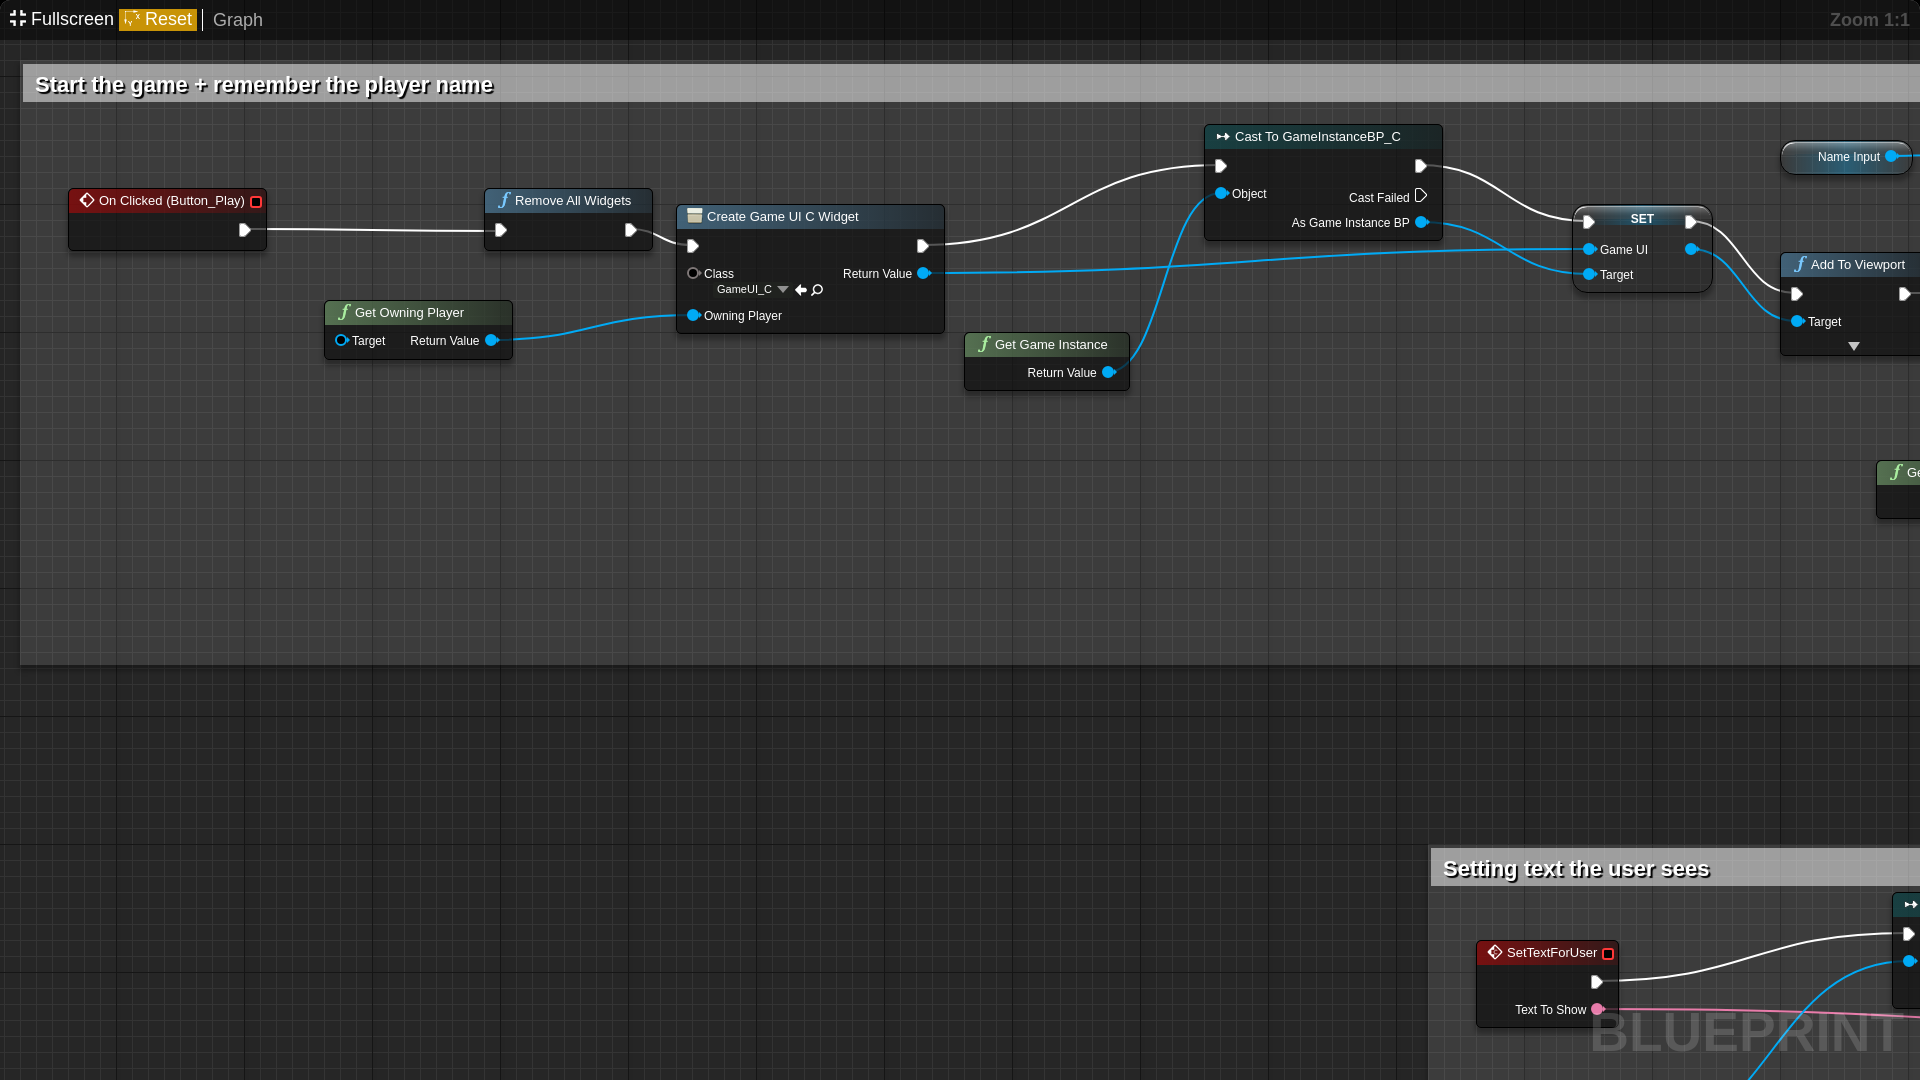 Fullscreen Reset Graph
Zoom 1:1
Start the game + remember the player name
On Clicked (Button_Play)
Remove All Widgets
Create Game UI C Widget
Class
GameUI_C
Return Value
Owning Player
Get Owning Player
Target
Return Value
Get Game Instance
Return Value
Cast To GameInstanceBP_C
Object
Cast Failed
As Game Instance BP
SET
Game UI
Target
Name Input
Add To Viewport
Target
Ge
Setting text the user sees
SetTextForUser
Text To Show
BLUEPRINT